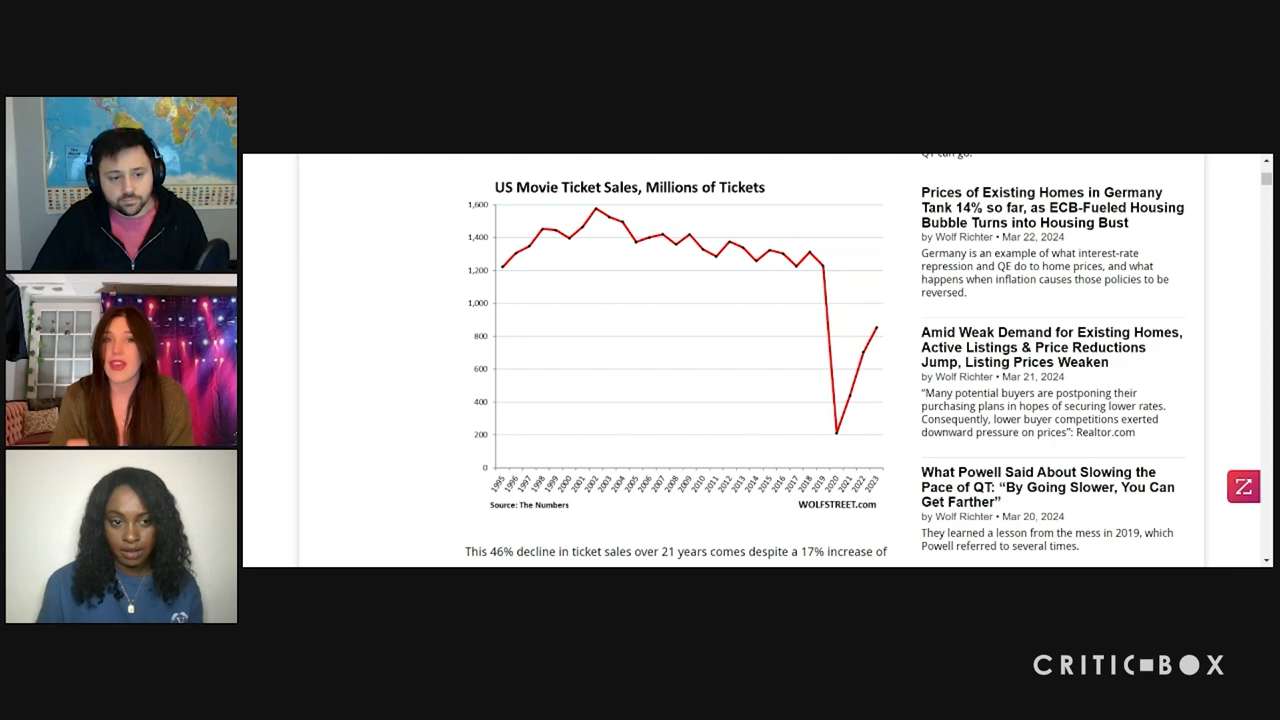 US Movie Ticket Sales, Millions of Tickets
1,600
1,400
1,200
1,000
800
600
400
200
0
1995
1996
1997
1998
1999
2000
2001
2002
2003
2004
2005
2006
2007
2008
2009
2010
2011
2012
2013
2014
2015
2016
2017
2018
2019
2020
2021
2022
2023
Source: The Numbers
WOLFSTREET.com
This 46% decline in ticket sales over 21 years comes despite a 17% increase of
QT can go.
Prices of Existing Homes in Germany
Tank 14% so far, as ECB-Fueled Housing
Bubble Turns into Housing Bust
by Wolf Richter • Mar 22, 2024
Germany is an example of what interest-rate
repression and QE do to home prices, and what
happens when inflation causes those policies to be
reversed.
Amid Weak Demand for Existing Homes,
Active Listings & Price Reductions
Jump, Listing Prices Weaken
by Wolf Richter • Mar 21, 2024
“Many potential buyers are postponing their
purchasing plans in hopes of securing lower rates.
Consequently, lower buyer competitions exerted
downward pressure on prices”: Realtor.com
What Powell Said About Slowing the
Pace of QT: “By Going Slower, You Can
Get Farther”
by Wolf Richter • Mar 20, 2024
They learned a lesson from the mess in 2019, which
Powell referred to several times.
CRITIC BOX